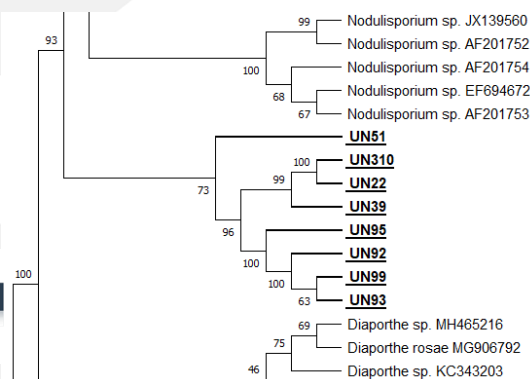 Nodulisporium sp. JX139560
99
Nodulisporium sp. AF201752
93
100
Nodulisporium sp. AF201754
68
Nodulisporium sp. EF694672
67
Nodulisporium sp. AF201753
UN51
100
UN310
99
UN22
73
UN39
96
UN95
100
UN92
100
UN99
63
UN93
100
69
Diaporthe sp. MH465216
75
Diaporthe rosae MG906792
46
Diaporthe sp. KC343203